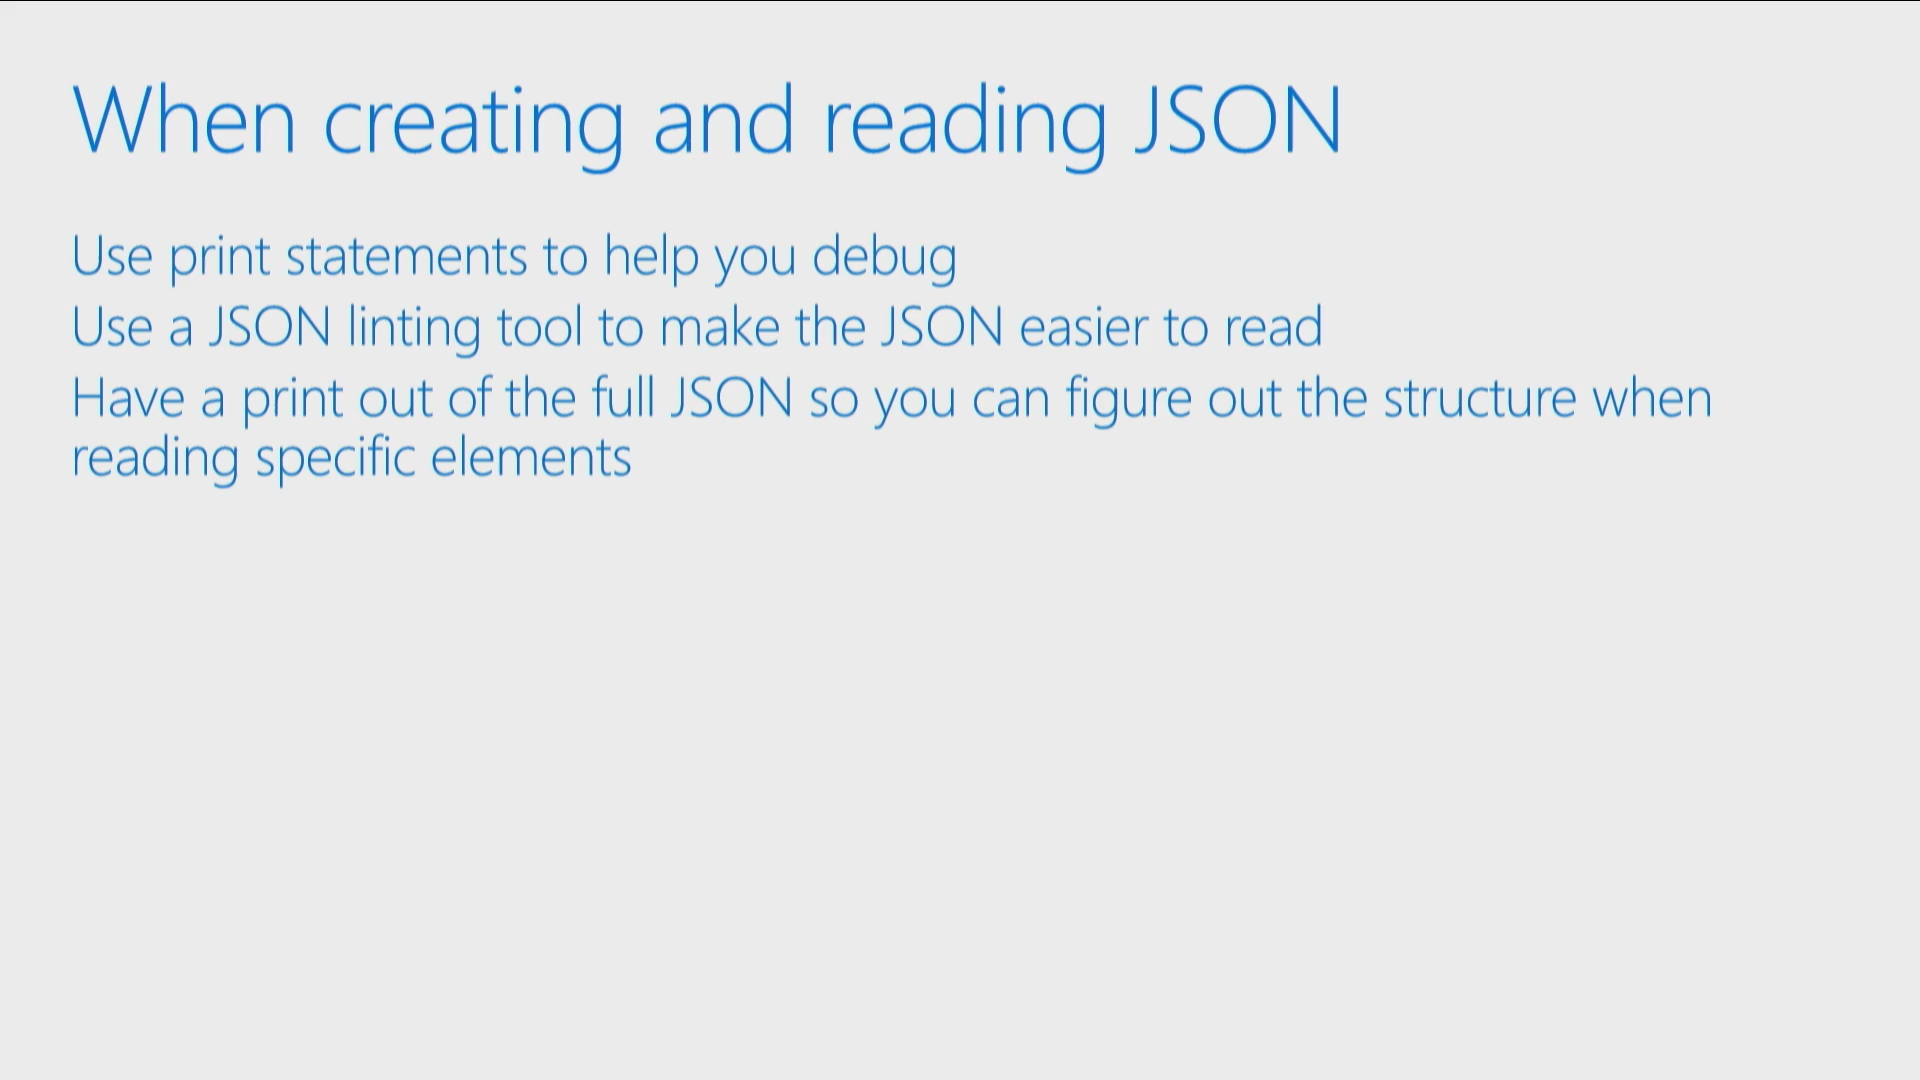 When creating and reading JSON
Use print statements to help you debug
Use a JSON linting tool to make the JSON easier to read
Have a print out of the full JSON so you can figure out the structure when
reading specific elements